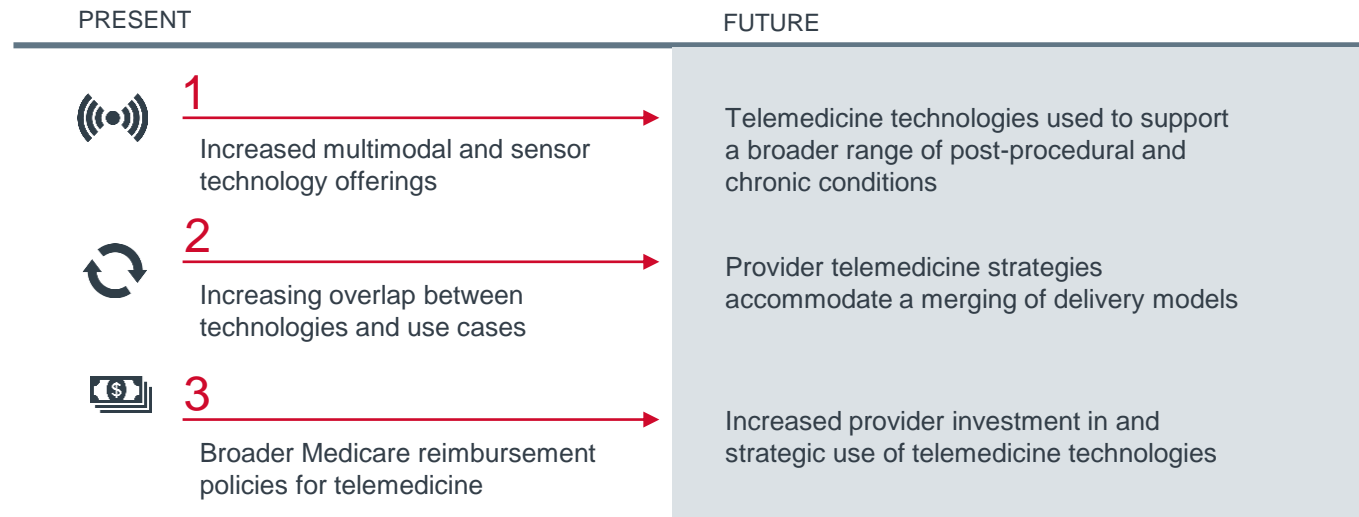 PRESENT
FUTURE
1
Increased multimodal and sensor
technology offerings
Telemedicine technologies used to support
a broader range of post-procedural and
chronic conditions
2
Increasing overlap between
technologies and use cases
Provider telemedicine strategies
accommodate a merging of delivery models
$
3
Broader Medicare reimbursement
policies for telemedicine
Increased provider investment in and
strategic use of telemedicine technologies